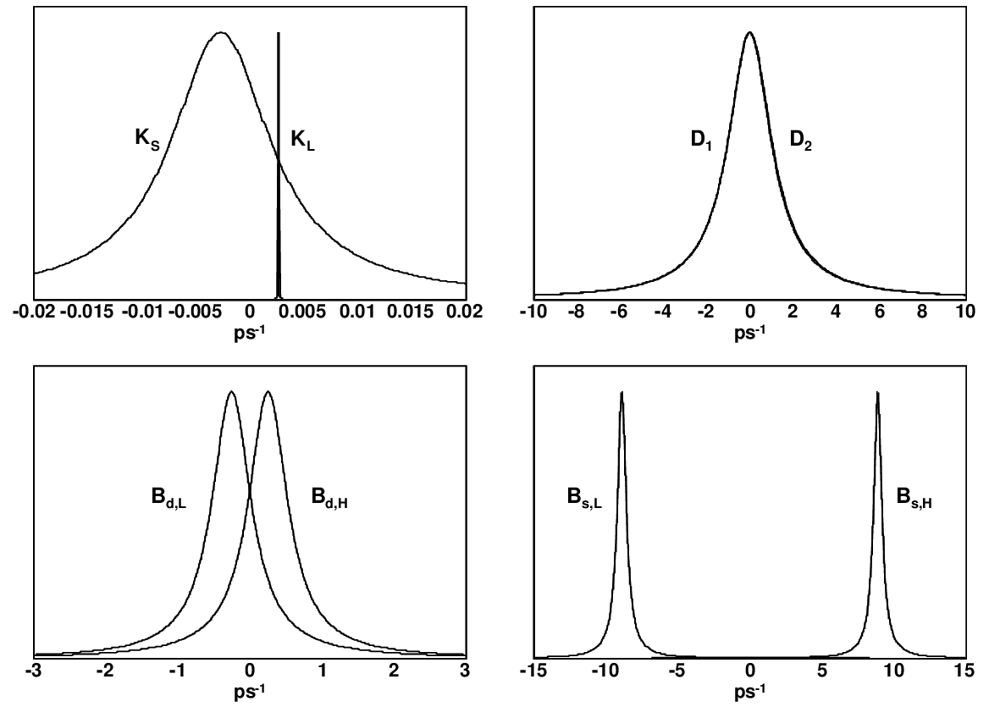 K_S K_L
-0.02 -0.015 -0.01 -0.005 0 0.005 0.01 0.015 0.02
ps⁻¹
D₁ D₂
-10 -8 -6 -4 -2 0 2 4 6 8 10
ps⁻¹
B_d,L B_d,H
-3 -2 -1 0 1 2 3
ps⁻¹
B_s,L B_s,H
-15 -10 -5 0 5 10 15
ps⁻¹